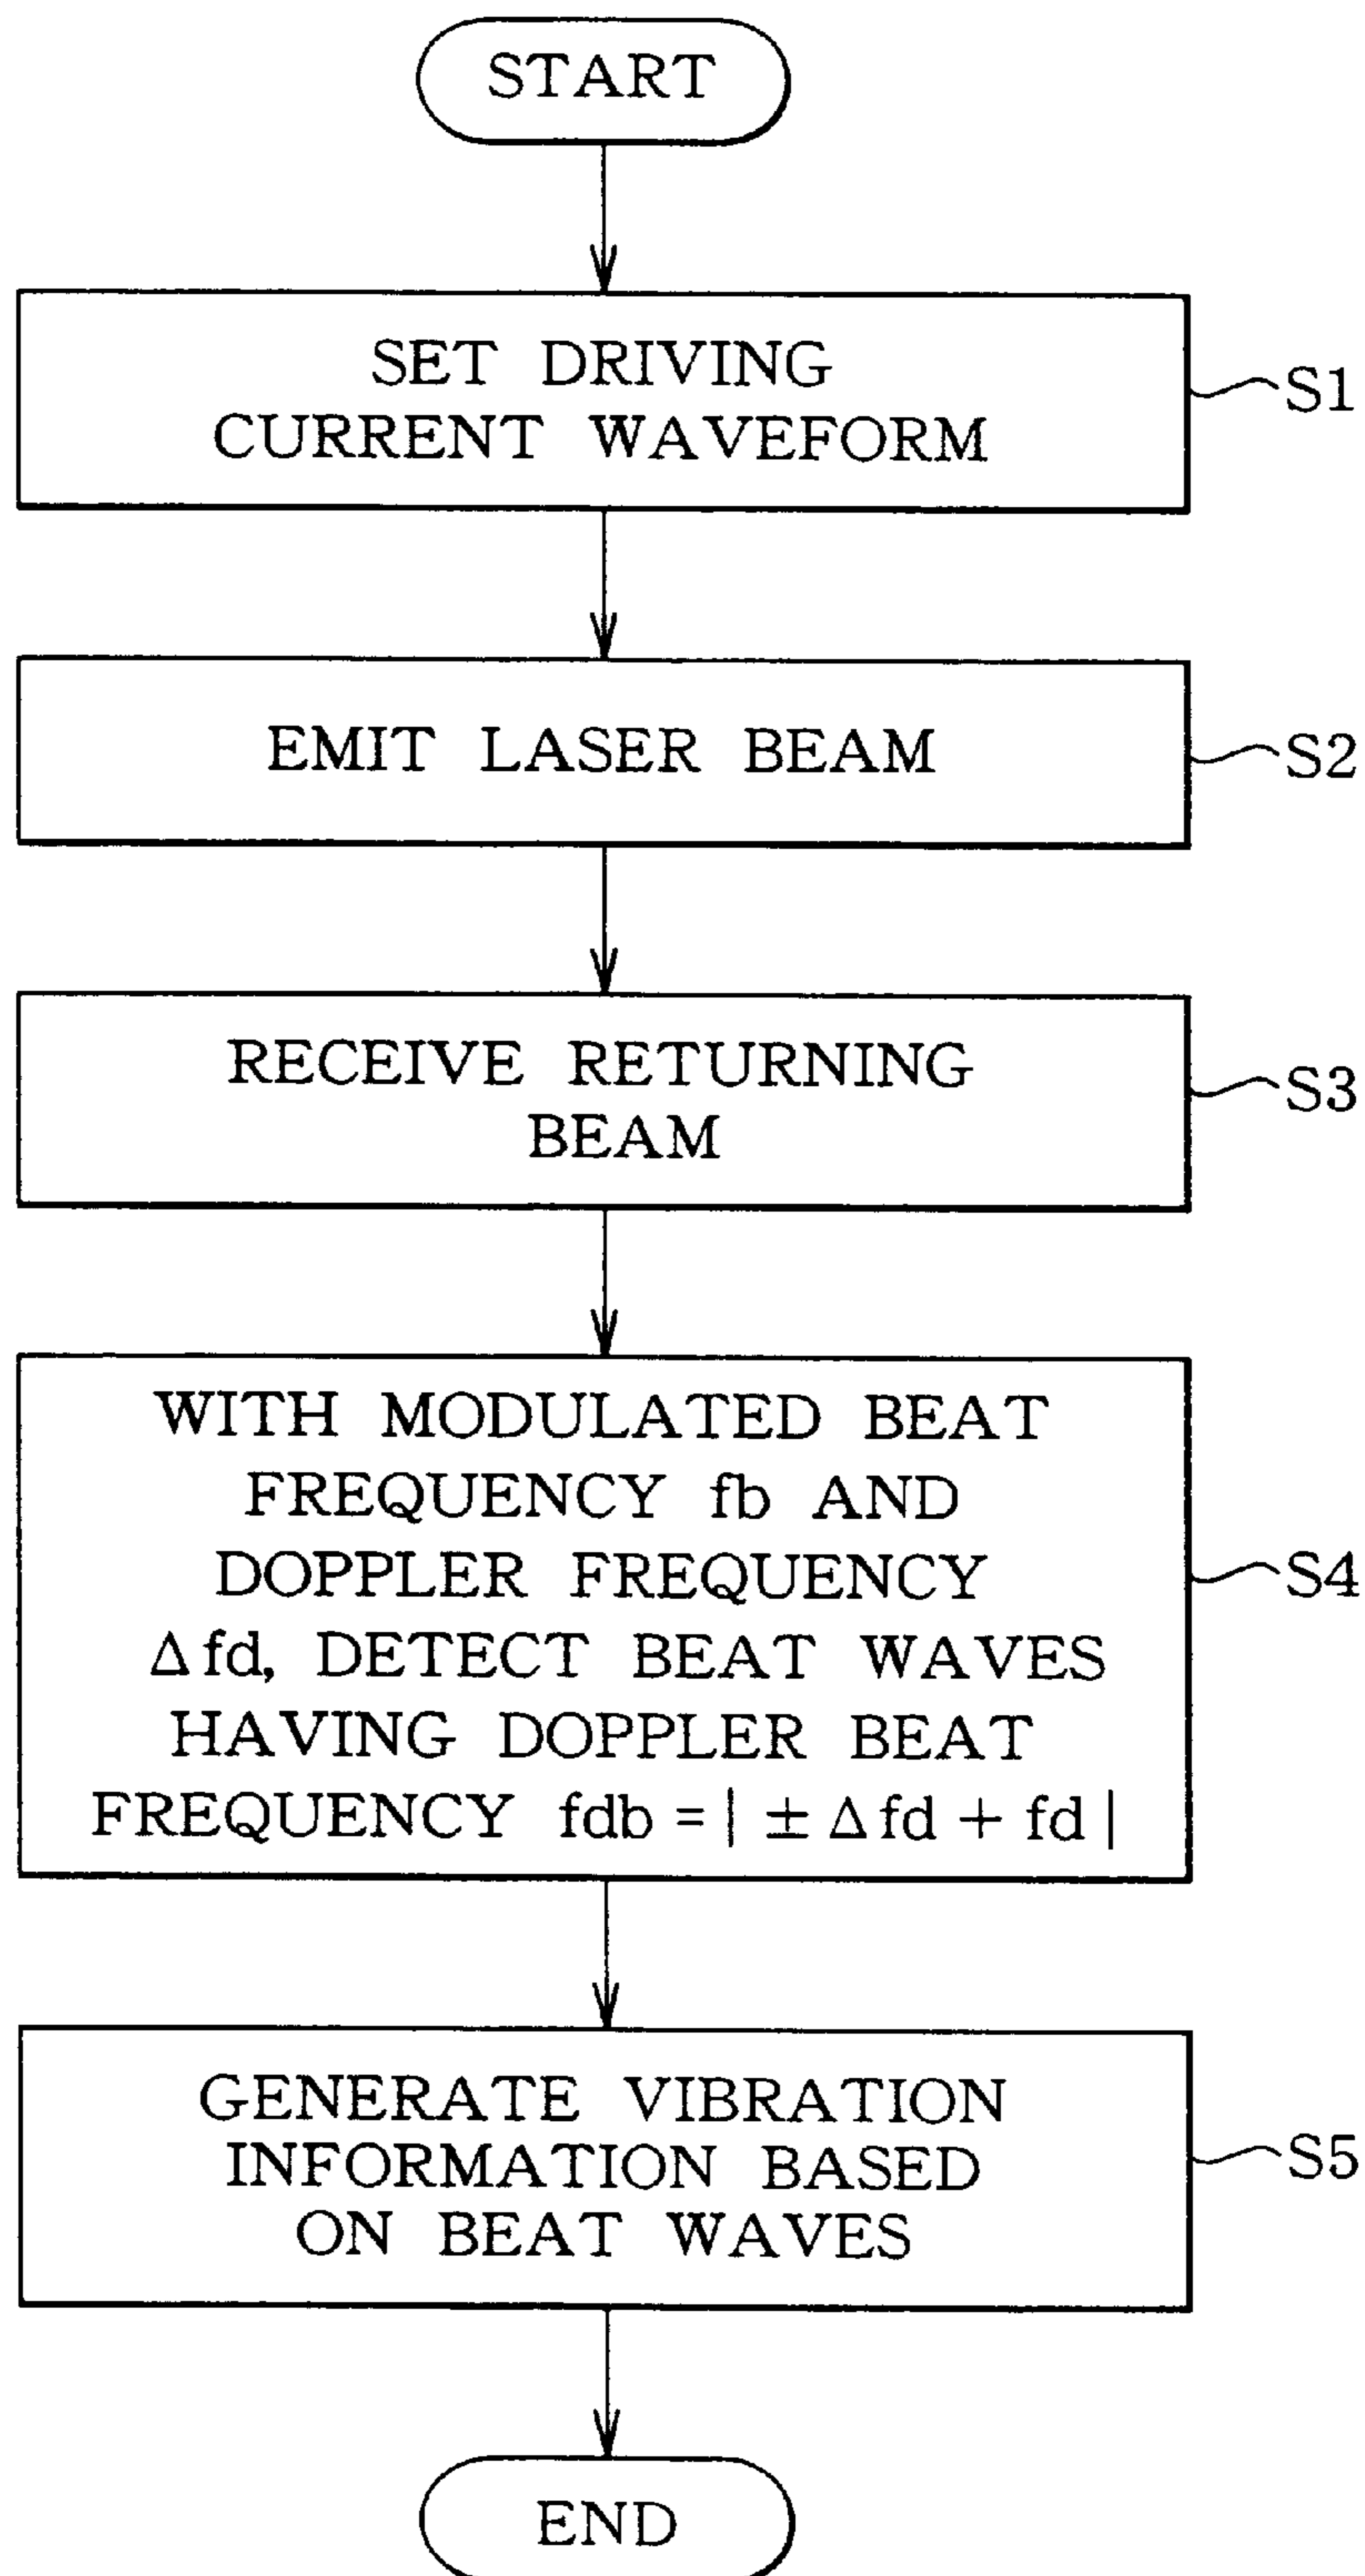 START
SET DRIVING
CURRENT WAVEFORM
S1
EMIT LASER BEAM
S2
RECEIVE RETURNING
BEAM
S3
WITH MODULATED BEAT
FREQUENCY fb AND
DOPPLER FREQUENCY
Δfd, DETECT BEAT WAVES
HAVING DOPPLER BEAT
FREQUENCY fdb = | ± Δfd + fd |
S4
GENERATE VIBRATION
INFORMATION BASED
ON BEAT WAVES
S5
END